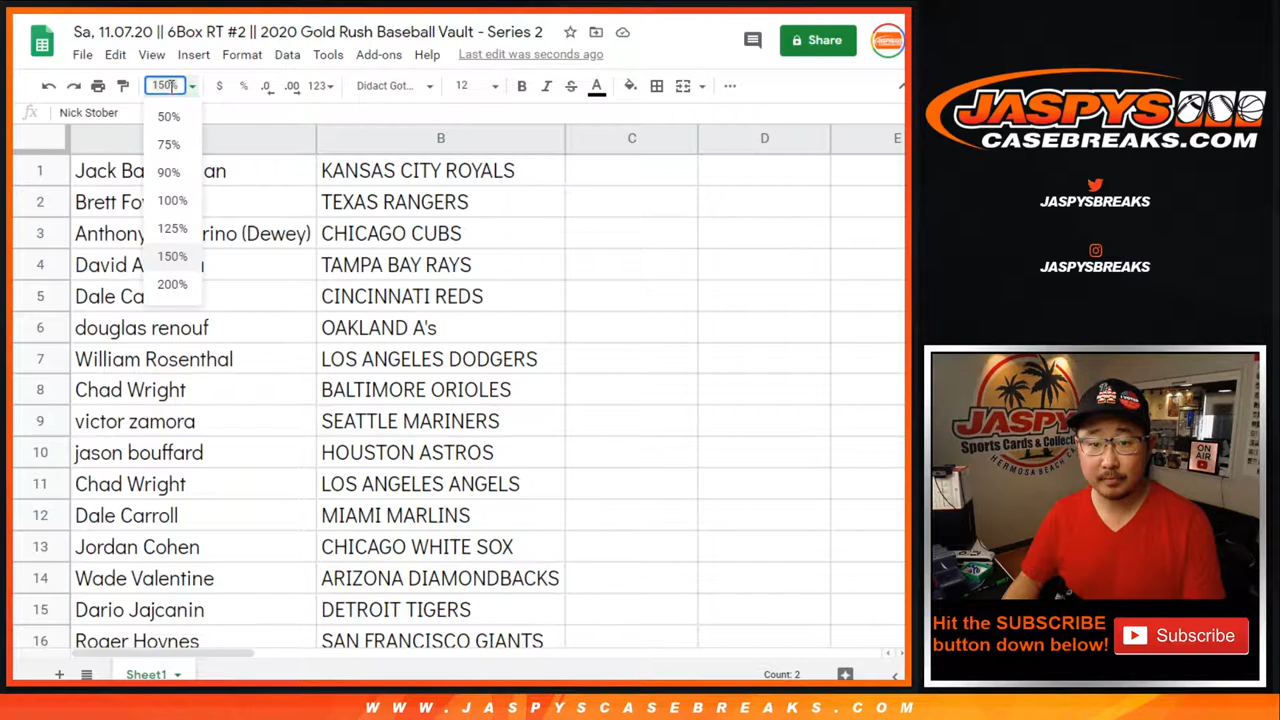 Sa, 11.07.20 || 6Box RT #2 || 2020 Gold Rush Baseball Vault - Series 2
File Edit View Insert Format Data Tools Add-ons Help Last edit was seconds ago
Share
150% $ % .0 .00 123 Didact Got... 12 B I S A
fx Nick Stober
50%
75%
90%
100%
125%
150%
200%
B C D E
1 Jack Ba an KANSAS CITY ROYALS
2 Brett Fo TEXAS RANGERS
3 Anthony rino (Dewey) CHICAGO CUBS
4 David A TAMPA BAY RAYS
5 Dale Ca CINCINNATI REDS
6 douglas renouf OAKLAND A's
7 William Rosenthal LOS ANGELES DODGERS
8 Chad Wright BALTIMORE ORIOLES
9 victor zamora SEATTLE MARINERS
10 jason bouffard HOUSTON ASTROS
11 Chad Wright LOS ANGELES ANGELS
12 Dale Carroll MIAMI MARLINS
13 Jordan Cohen CHICAGO WHITE SOX
14 Wade Valentine ARIZONA DIAMONDBACKS
15 Dario Jajcanin DETROIT TIGERS
16 Roger Hoynes SAN FRANCISCO GIANTS
Sheet1
Count: 2
JASPYS
CASEBREAKS.COM
JASPYSBREAKS
JASPYSBREAKS
JASPYS
Sports Cards & Collec
HERMOSA BEACH, CA
ON AIR
Hit the SUBSCRIBE
button down below!
Subscribe
WWW.JASPYSCASEBREAKS.COM